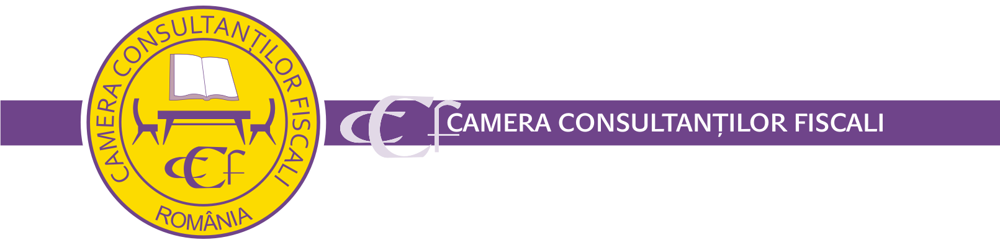 CAMERA CONSULTANȚILOR FISCALI
ROMÂNIA
CCF
CCF
CAMERA CONSULTANȚILOR FISCALI